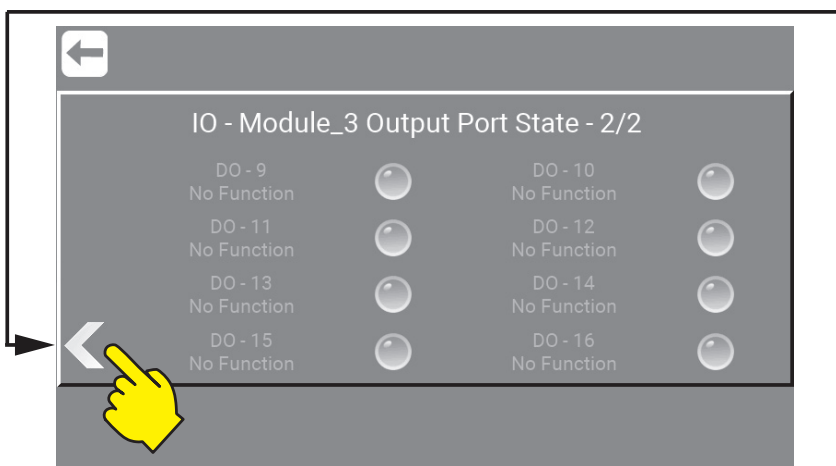 IO - Module_3 Output Port State - 2/2
DO - 9
No Function
DO - 10
No Function
DO - 11
No Function
DO - 12
No Function
DO - 13
No Function
DO - 14
No Function
DO - 15
No Function
DO - 16
No Function